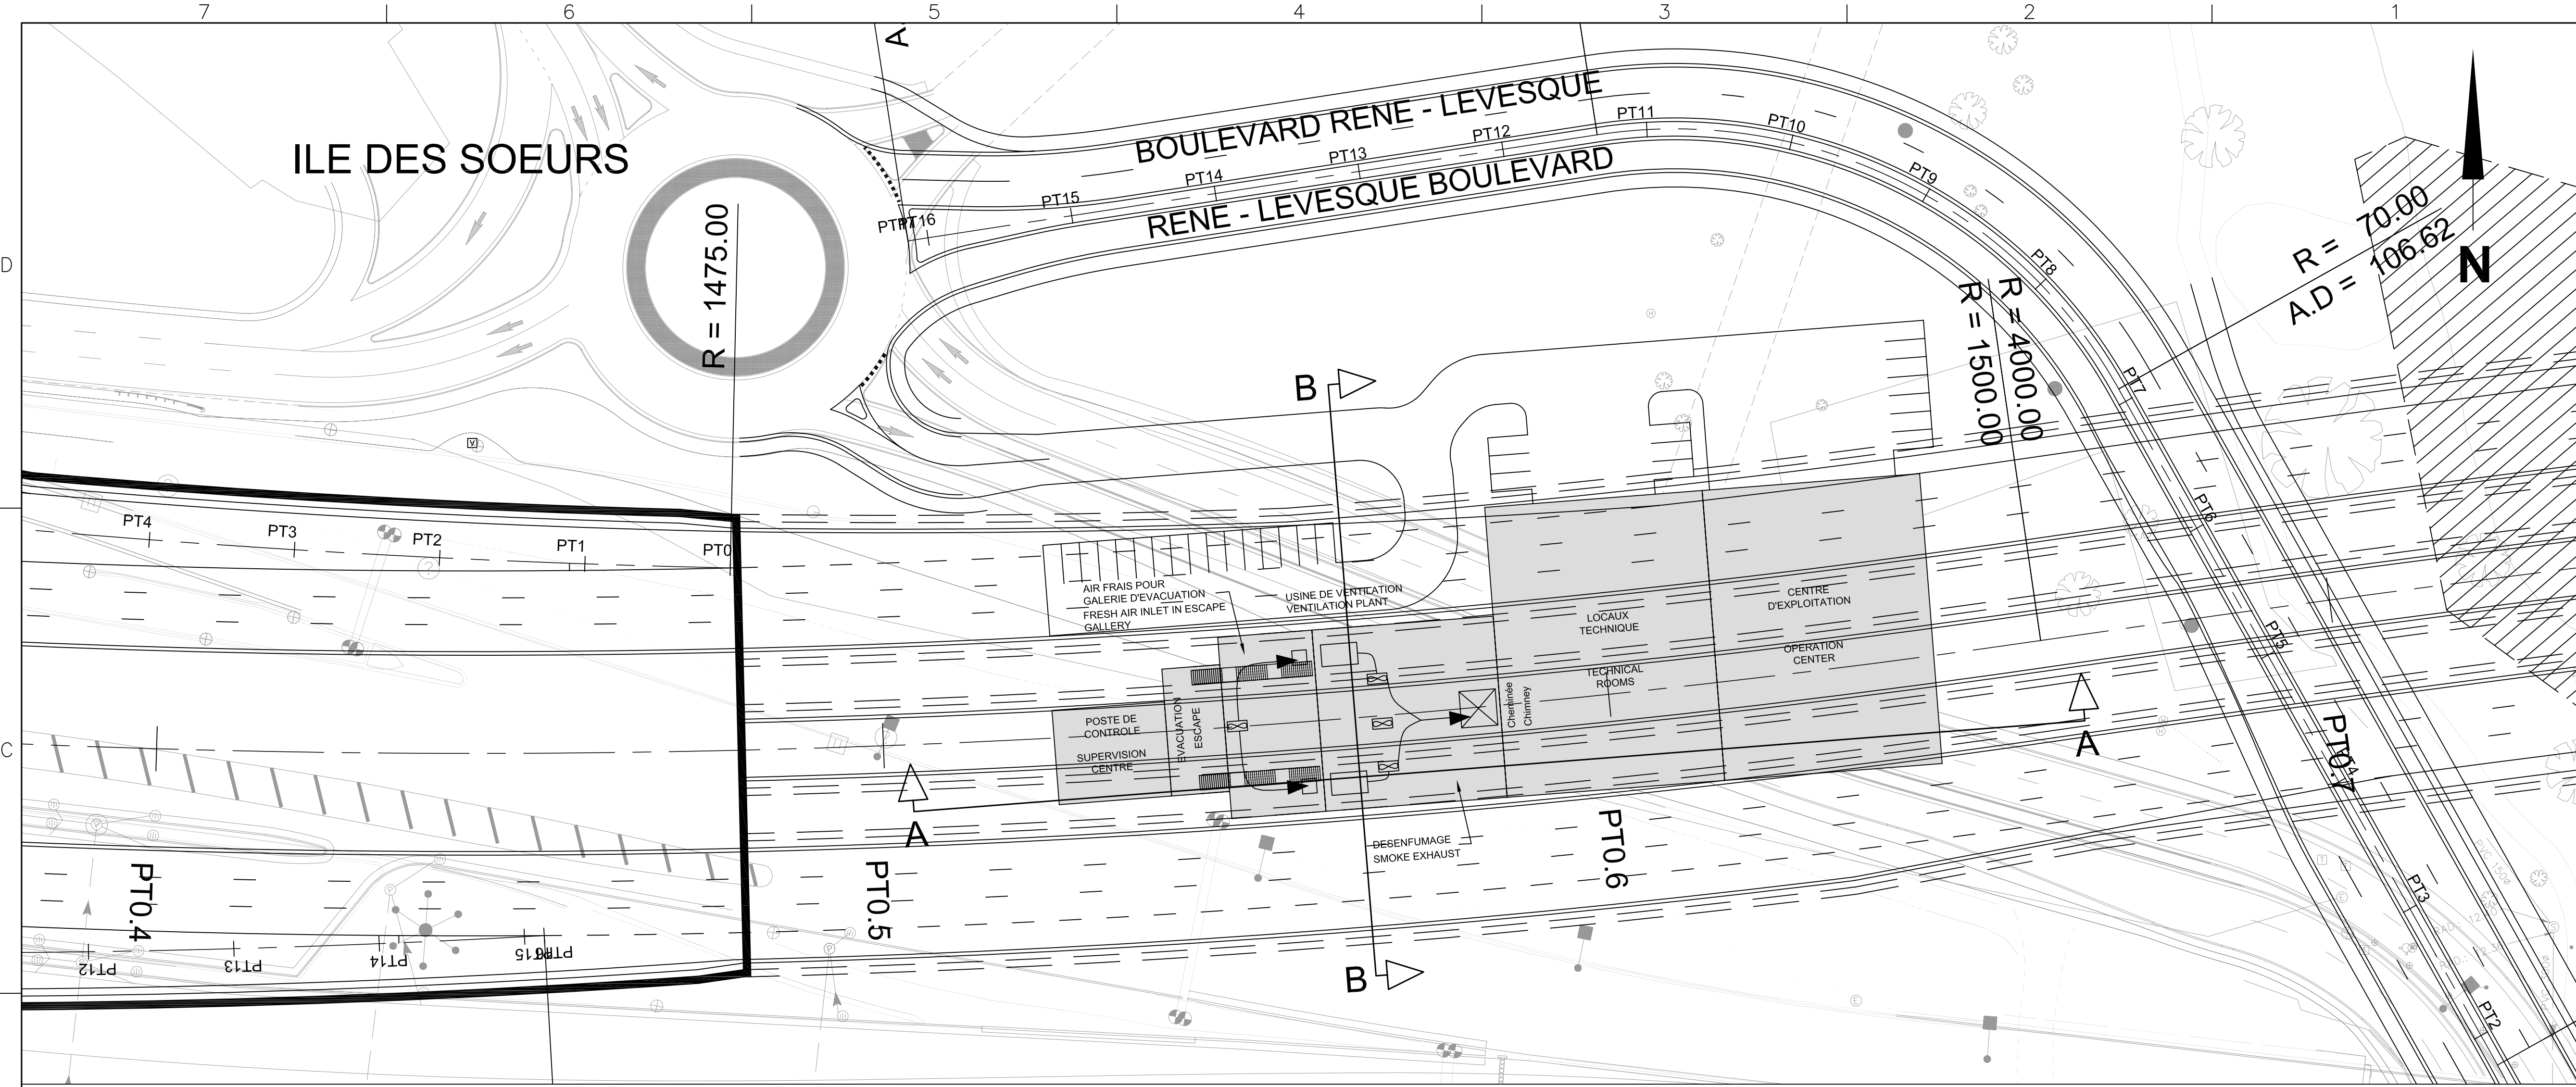 7
6
5
4
3
2
1
D
C
A
ILE DES SOEURS
BOULEVARD RENE - LEVESQUE
RENE - LEVESQUE BOULEVARD
PT16
PT15
PT14
PT13
PT12
PT11
PT10
PT9
PT8
PT7
PT6
PT5
PT3
PT2
R = 1475.00
R = 1500.00
R = 4000.00
R = 70.00
A.D = 106.62
N
B
V
PT4
PT3
PT2
PT1
PT0
AIR FRAIS POUR
GALERIE D'EVACUATION
FRESH AIR INLET IN ESCAPE
GALLERY
USINE DE VENTILATION
VENTILATION PLANT
LOCAUX
TECHNIQUE
TECHNICAL
ROOMS
CENTRE
D'EXPLOITATION
OPERATION
CENTER
POSTE DE
CONTROLE
SUPERVISION
CENTRE
EVACUATION
ESCAPE
Cheminée
Chimney
A
A
DESENFUMAGE
SMOKE EXHAUST
B
PT0.4
PT0.5
PT0.6
PT0.7
PT12
PT13
PT14
PT15
PVC 150ø